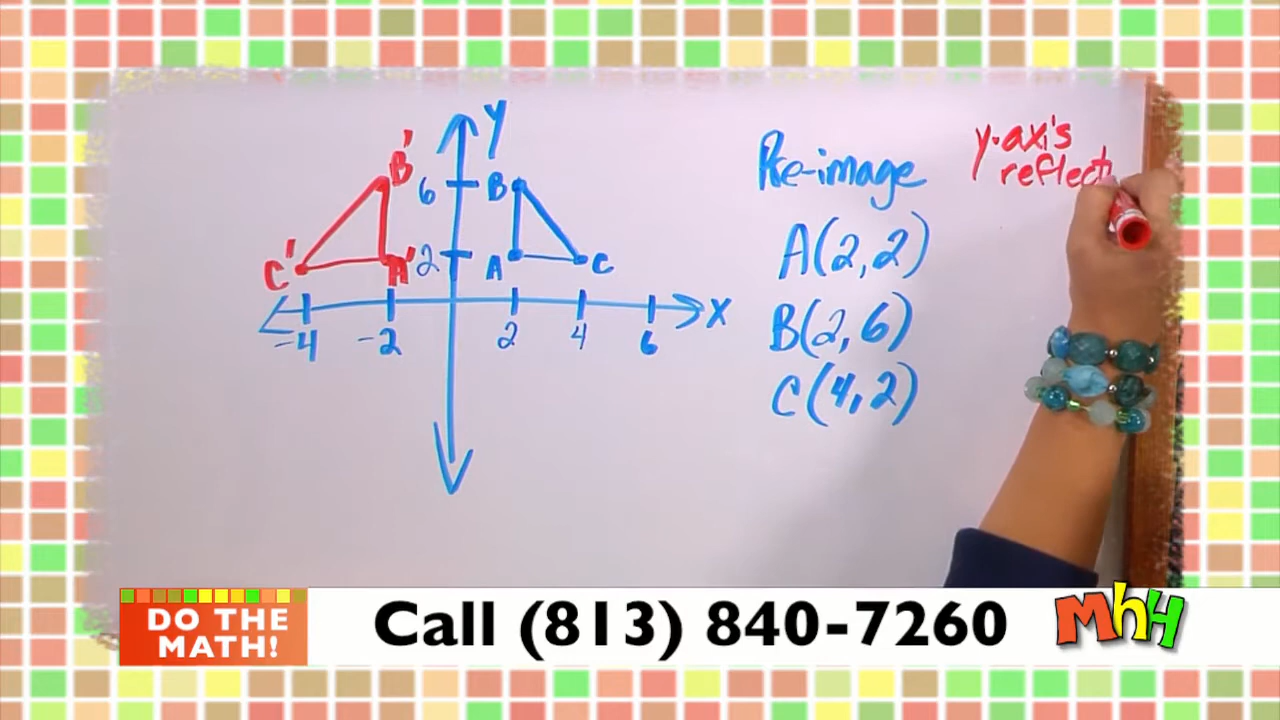 Y
B'
6
B
C'
A'
2
A
C
X
-4
-2
2
4
6
Pre-image
A(2,2)
B(2,6)
C(4,2)
y-axis
reflect
DO THE
MATH!
Call (813) 840-7260
Mh4